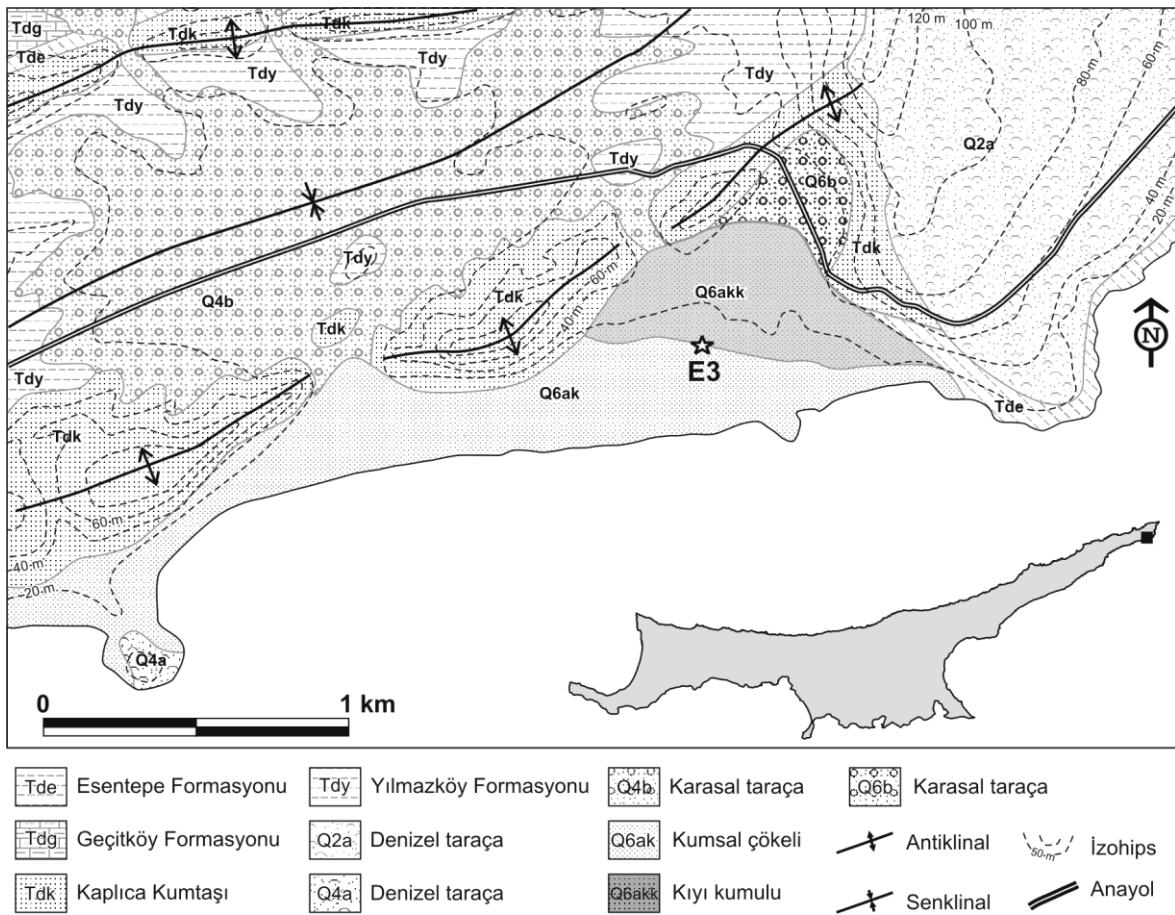 Tdg
Tdk
Tdk
120 m
100 m
Tde
Tdy
Tdy
Tdy
80-m
60-m
Tdy
Q2a
Tdy
Q6b
40 m
20-m
Tdy
Tdk
Q4b
60-m
Q6akk
Tdk
40-m
N
Tdk
E3
Tdy
Q6ak
Tde
Tdk
60-m
40-m
20-m
Q4a
0
1 km
Tde Esentepe Formasyonu
Tdy Yılmazköy Formasyonu
Q4b Karasal taraça
Q6b Karasal taraça
Tdg Geçitköy Formasyonu
Q2a Denizel taraça
Q6ak Kumsal çökeli
Antiklinal
50-m
İzohips
Tdk Kaplıca Kumtaşı
Q4a Denizel taraça
Q6akk Kıyı kumulu
Senklinal
Anayol